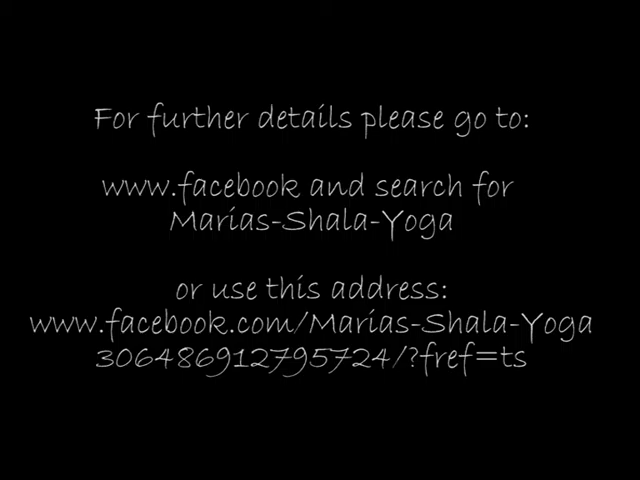 For further details please go to:
www.facebook and search for
Marias-Shala-Yoga
or use this address:
www.facebook.com/Marias-Shala-Yoga
306486912795724/?fref=ts